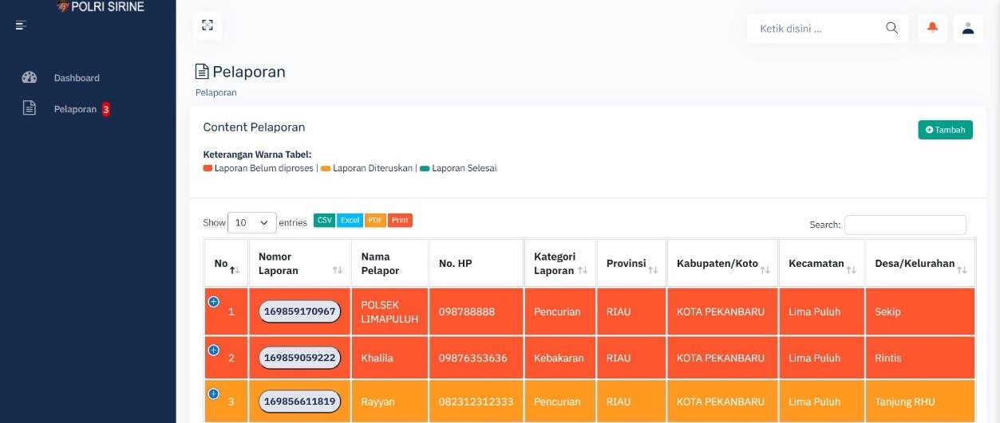 POLRI SIRINE
Ketik disini ...
Dashboard
Pelaporan 3
Pelaporan
Pelaporan
Content Pelaporan
Tambah
Keterangan Warna Tabel:
Laporan Belum diproses | Laporan Diteruskan | Laporan Selesai
Show 10 entries CSV Excel PDF Print
Search:
No Nomor Laporan Nama Pelapor No. HP Kategori Laporan Provinsi Kabupaten/Koto Kecamatan Desa/Kelurahan
1 169859170967 POLSEK LIMAPULUH 098788888 Pencurian RIAU KOTA PEKANBARU Lima Puluh Sekip
2 169859059222 Khalila 09876353636 Kebakaran RIAU KOTA PEKANBARU Lima Puluh Rintis
3 169856611819 Rayyan 082312312333 Pencurian RIAU KOTA PEKANBARU Lima Puluh Tanjung RHU